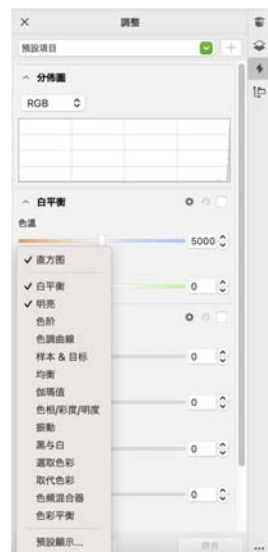 調整
預設項目
分佈圖
RGB
白平衡
色溫
5000
✓ 直方图
✓ 白平衡
0
✓ 明亮
色階
0
色調曲線
樣本 & 目标
0
均衡
伽瑪值
0
色相/彩度/明度
振動
黑与白
0
選取色彩
取代色彩
色頻混合器
0
色彩平衡
預設顯示...